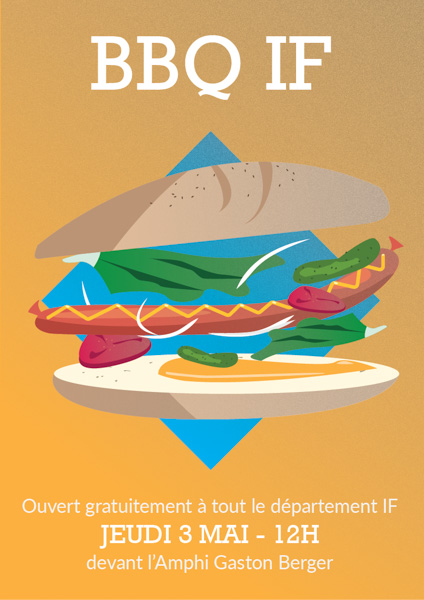 BBQ IF
Ouvert gratuitement à tout le département IF
JEUDI 3 MAI - 12H
devant l'Amphi Gaston Berger